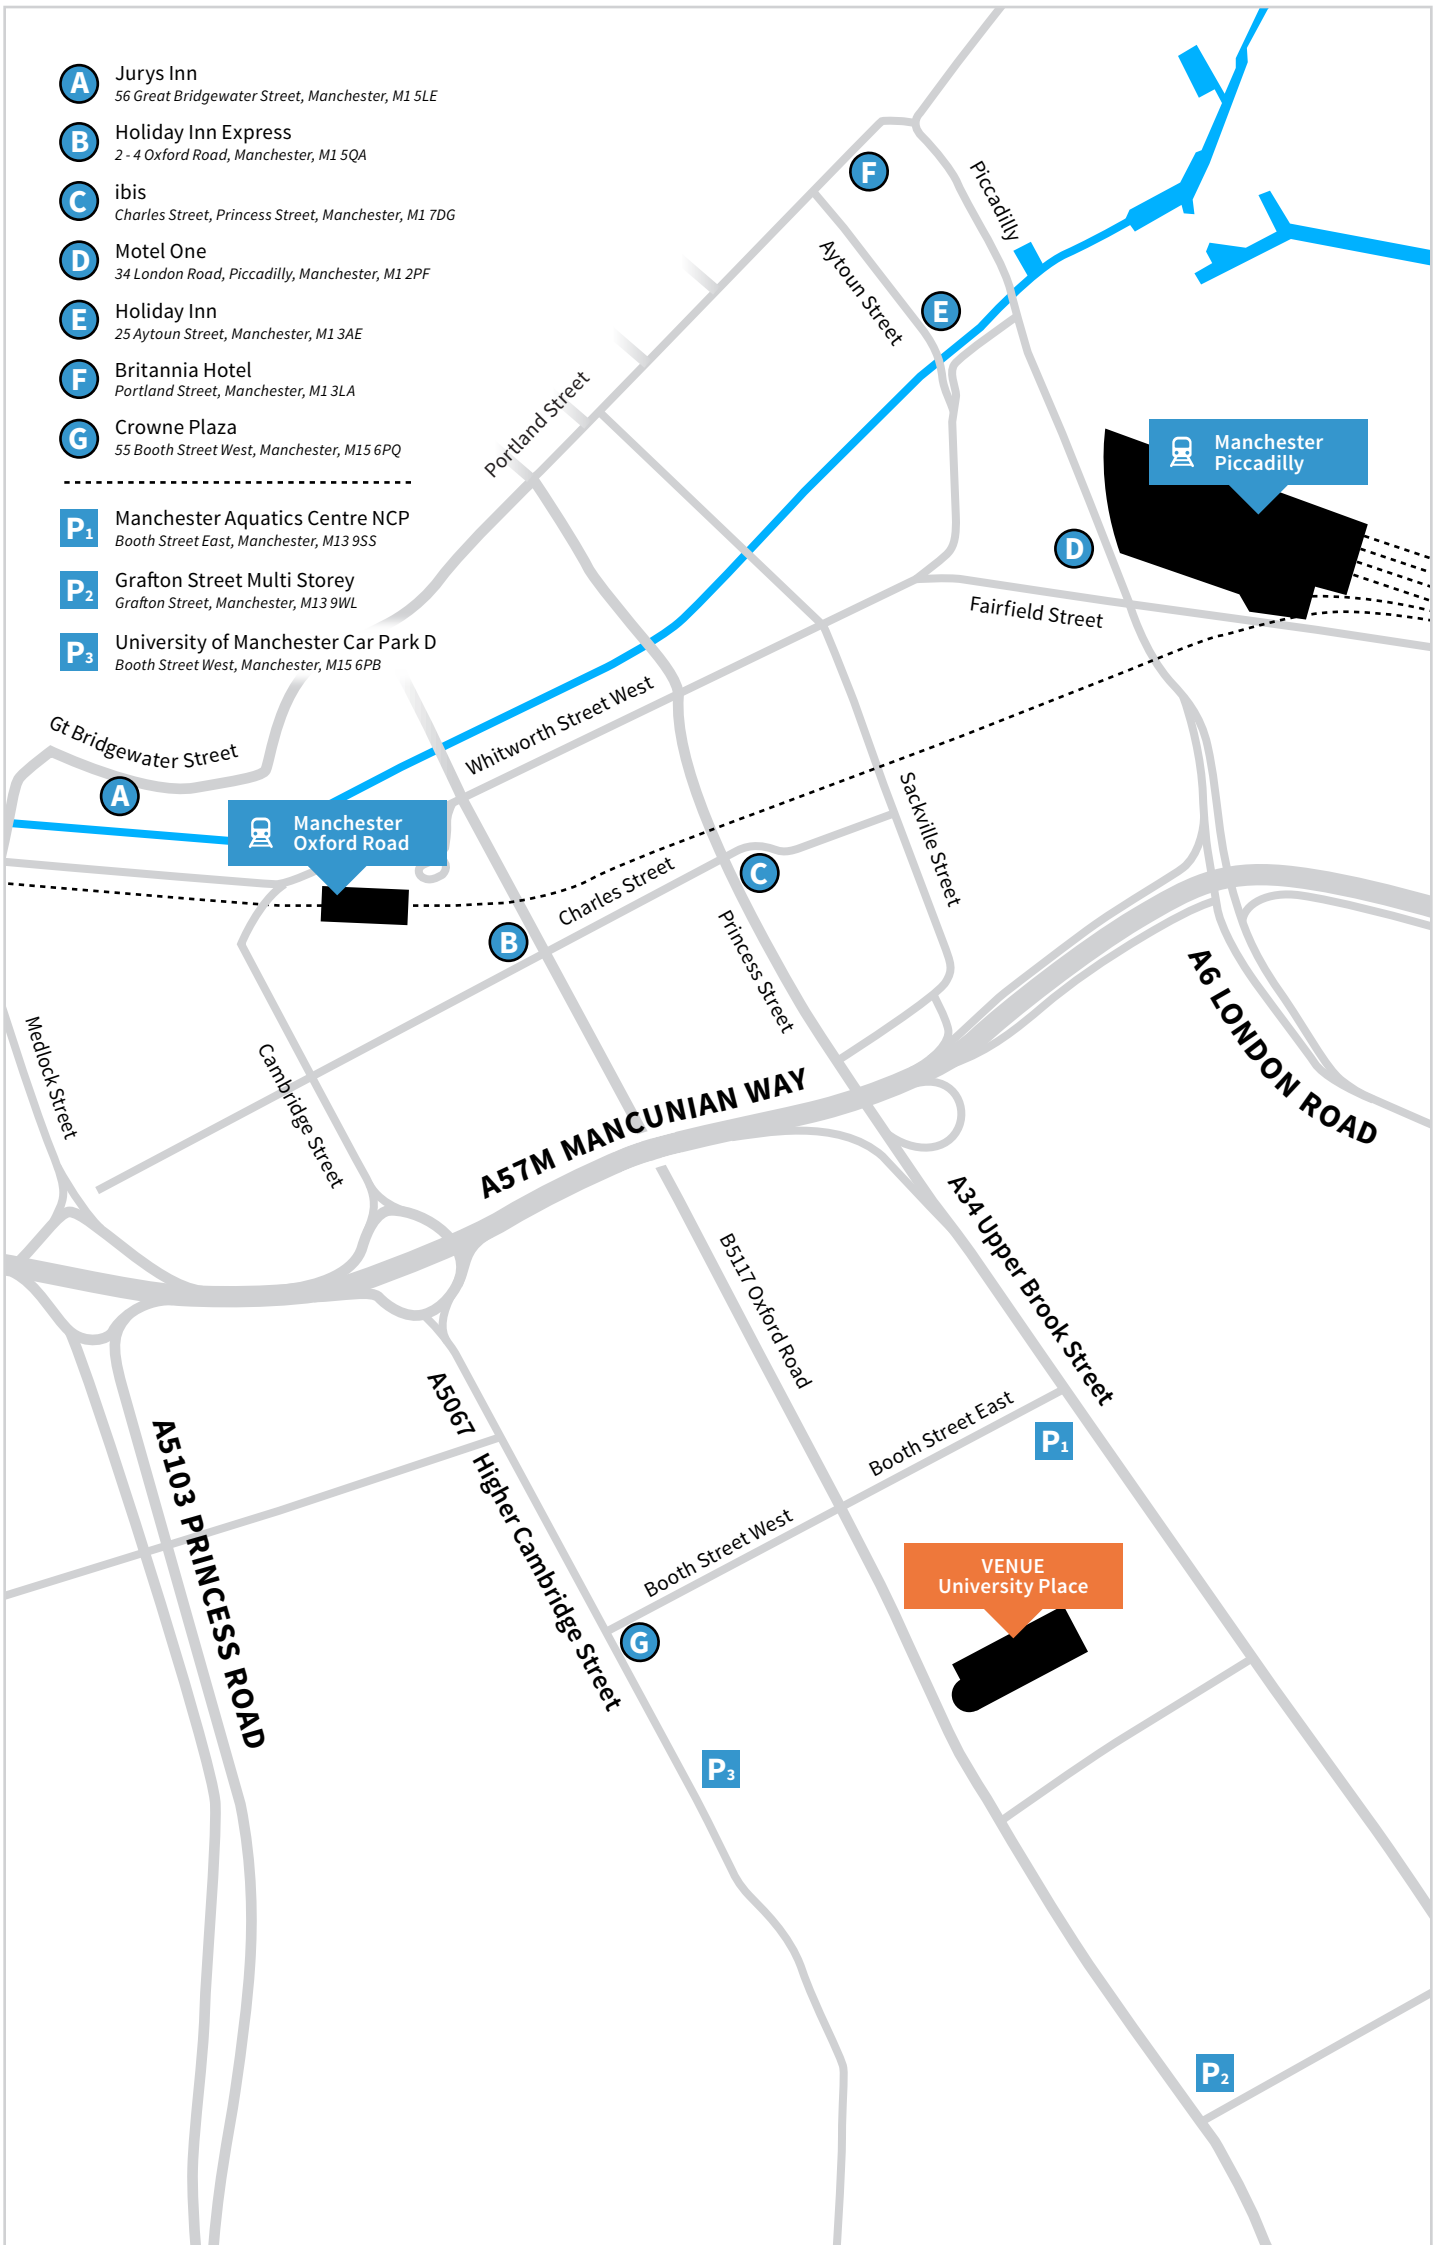 A
Jurys Inn
56 Great Bridgewater Street, Manchester, M1 5LE
B
Holiday Inn Express
2 - 4 Oxford Road, Manchester, M1 5QA
C
ibis
Charles Street, Princess Street, Manchester, M1 7DG
D
Motel One
34 London Road, Piccadilly, Manchester, M1 2PF
E
Holiday Inn
25 Aytoun Street, Manchester, M1 3AE
F
Britannia Hotel
Portland Street, Manchester, M1 3LA
G
Crowne Plaza
55 Booth Street West, Manchester, M15 6PQ
P1
Manchester Aquatics Centre NCP
Booth Street East, Manchester, M13 9SS
P2
Grafton Street Multi Storey
Grafton Street, Manchester, M13 9WL
P3
University of Manchester Car Park D
Booth Street West, Manchester, M15 6PB
F
Piccadilly
Aytoun Street
E
Portland Street
Manchester
Piccadilly
D
Fairfield Street
Whitworth Street West
Gt Bridgewater Street
A
Manchester
Oxford Road
Sackville Street
C
Charles Street
B
Princess Street
A6 LONDON ROAD
Medlock Street
Cambridge Street
A57M MANCUNIAN WAY
A34 Upper Brook Street
B5117 Oxford Road
A5067
Higher Cambridge Street
A5103 PRINCESS ROAD
Booth Street East
P1
Booth Street West
VENUE
University Place
G
P3
P2